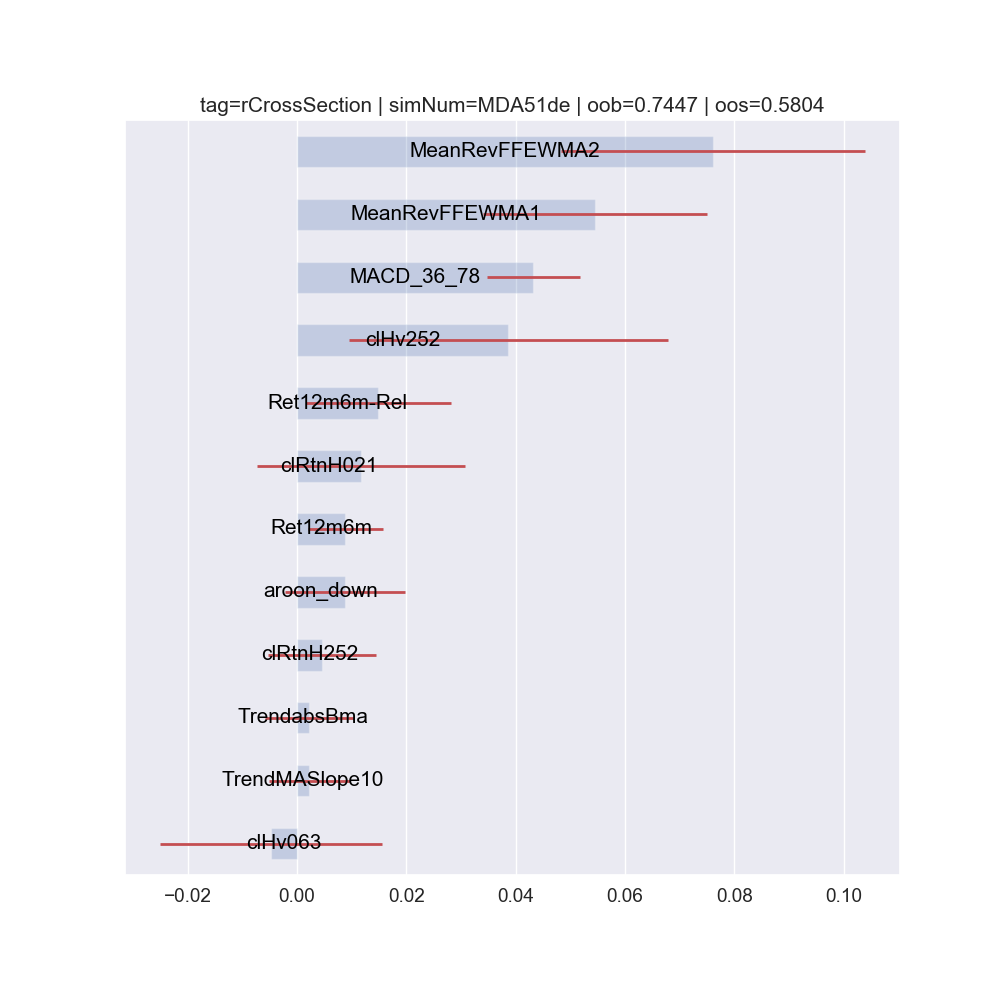 tag=rCrossSection | simNum=MDA51de | oob=0.7447 | oos=0.5804
MeanRevFFEWMA2
MeanRevFFEWMA1
MACD_36_78
clHv252
Ret12m6m-Rel
clRtnH021
Ret12m6m
aroon_down
clRtnH252
TrendabsBma
TrendMASlope10
clHv063
−0.02 0.00 0.02 0.04 0.06 0.08 0.10